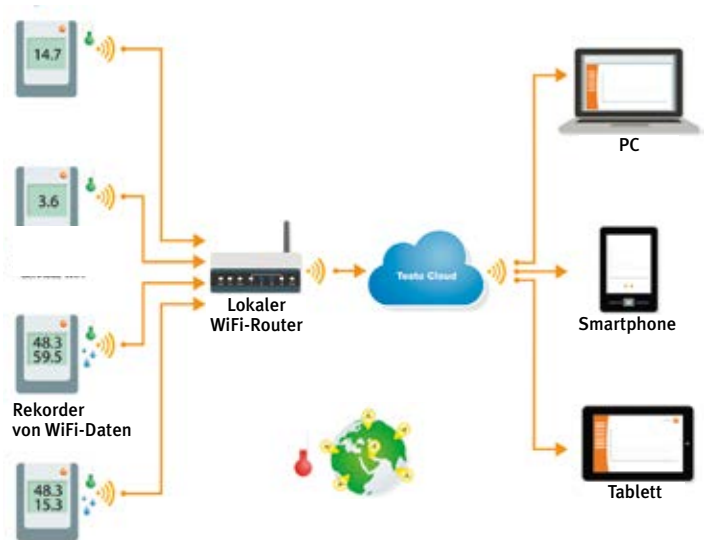 14.7
3.6
48.3
59.5
Rekorder
von WiFi-Daten
48.3
15.3
Lokaler
WiFi-Router
Testo Cloud
PC
Smartphone
Tablett